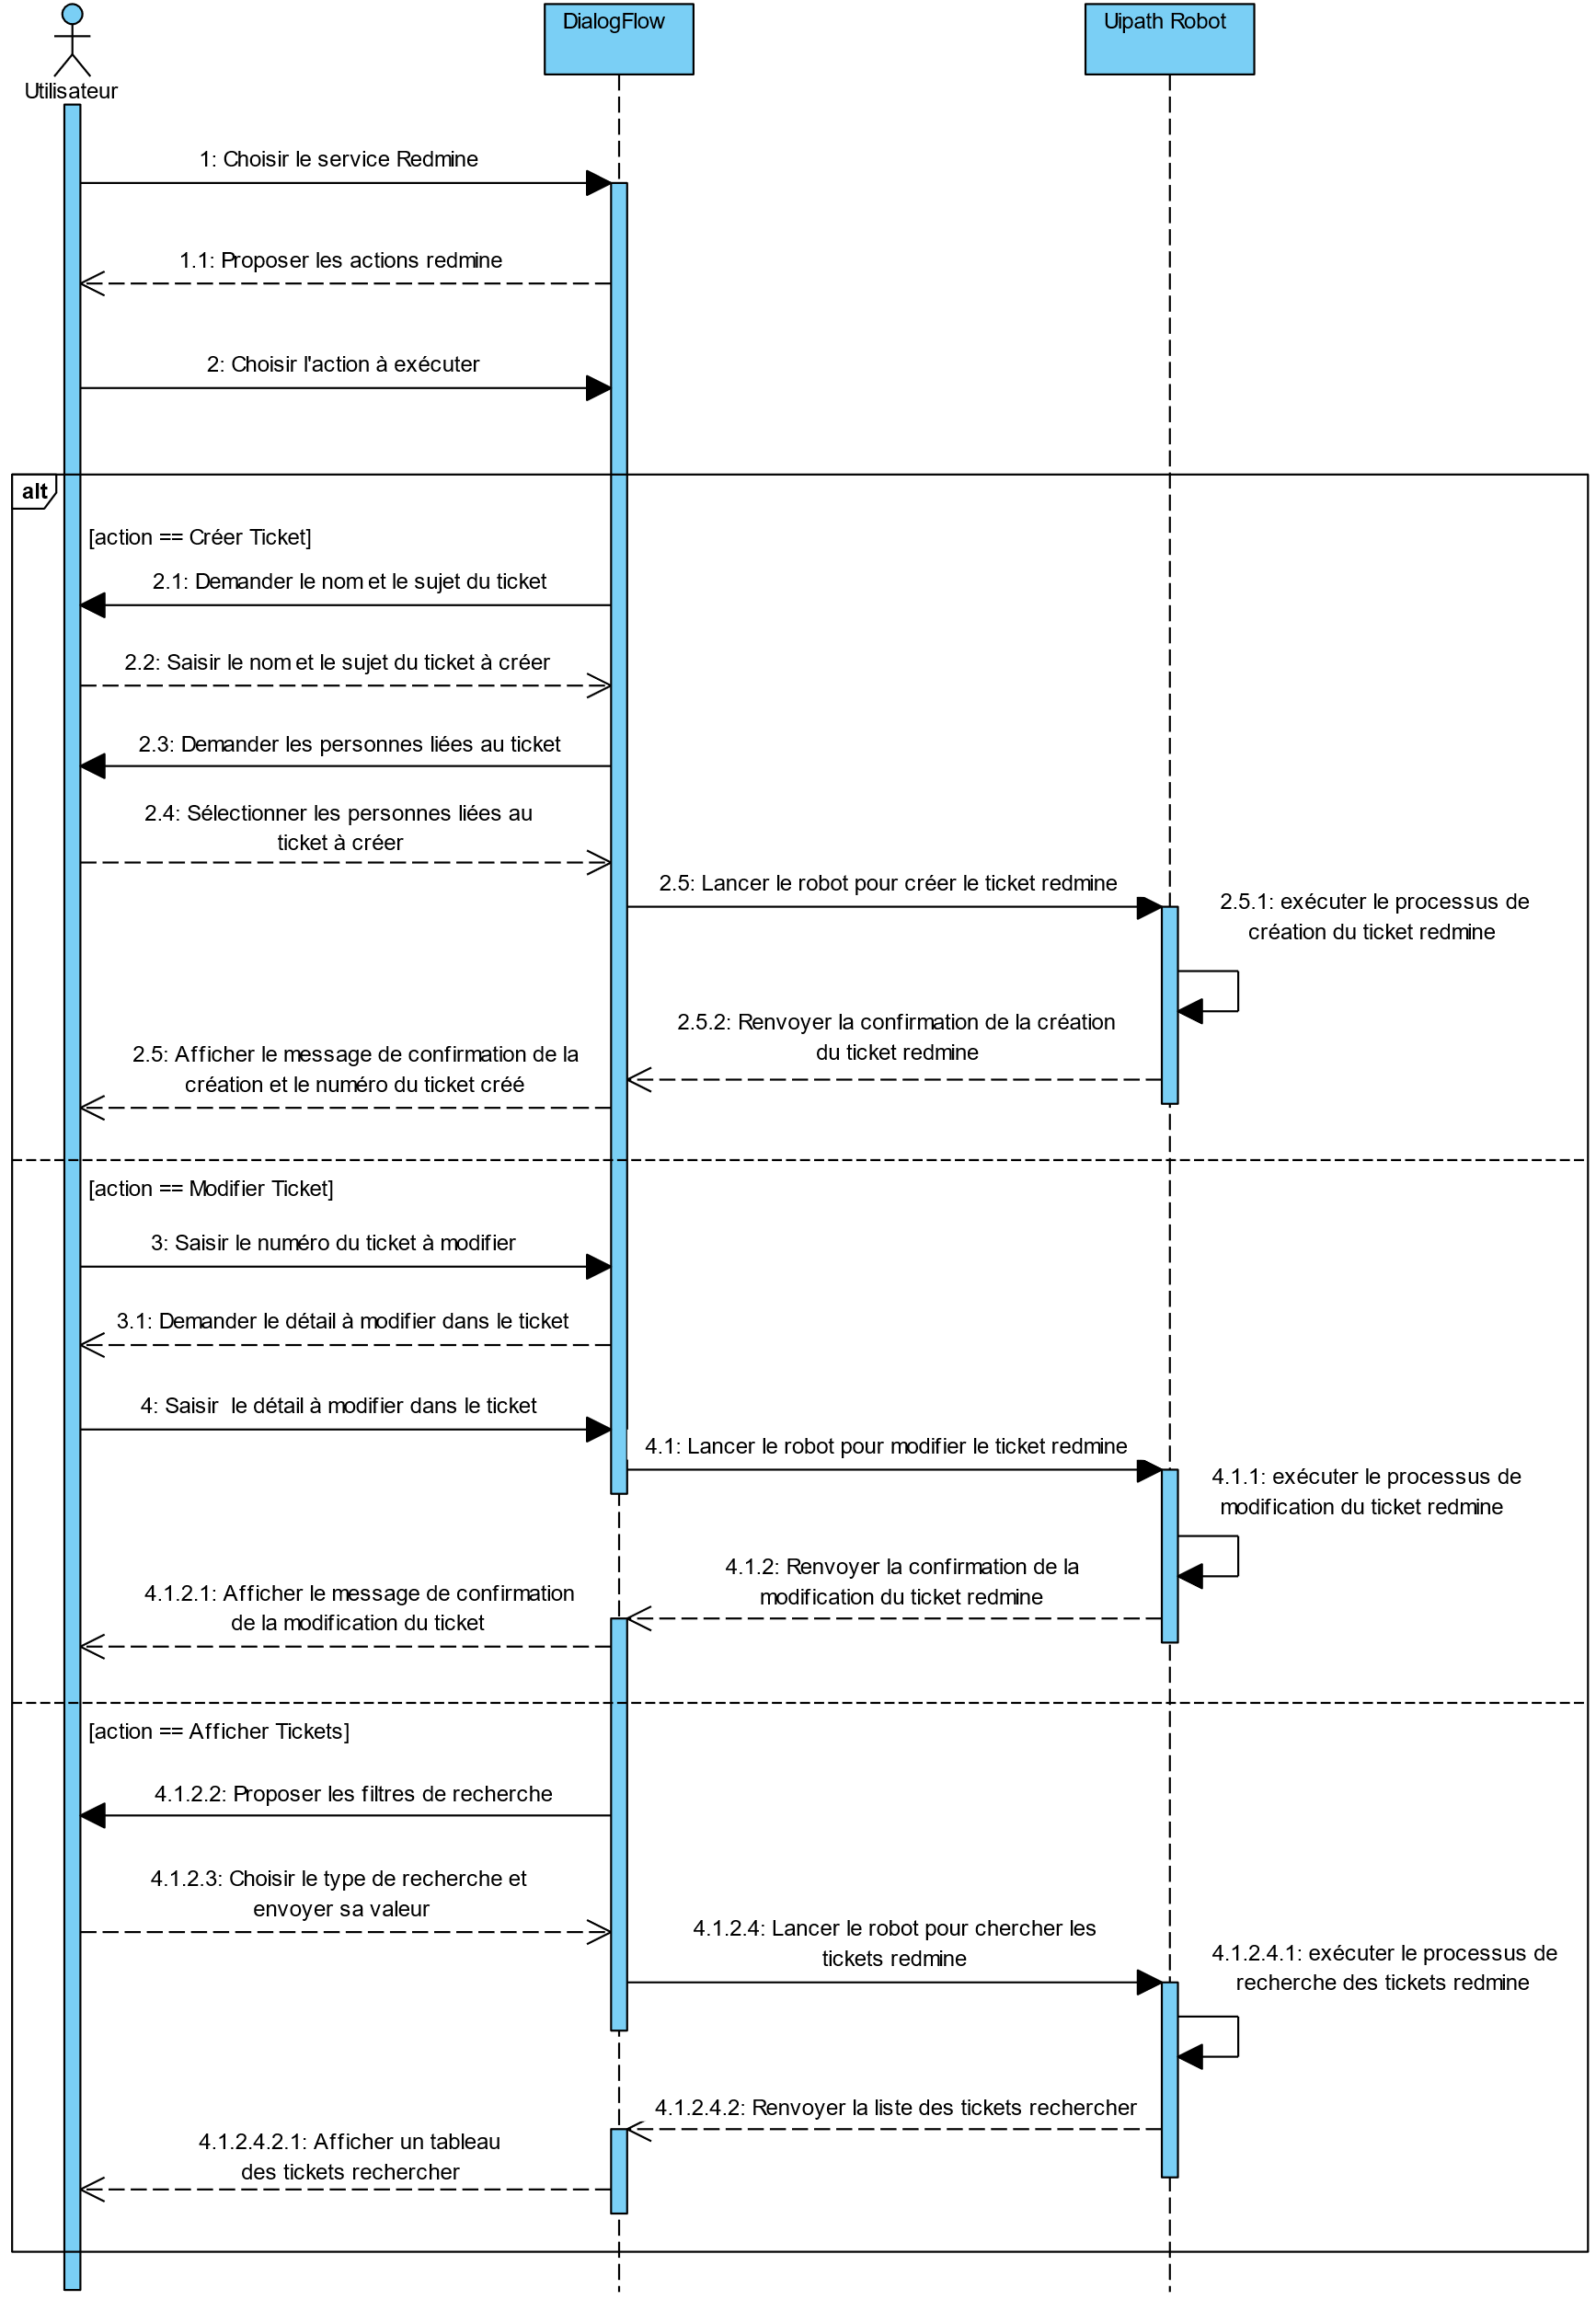 Utilisateur
DialogFlow
Uipath Robot
1: Choisir le service Redmine
1.1: Proposer les actions redmine
2: Choisir l'action à exécuter
alt
[action == Créer Ticket]
2.1: Demander le nom et le sujet du ticket
2.2: Saisir le nom et le sujet du ticket à créer
2.3: Demander les personnes liées au ticket
2.4: Sélectionner les personnes liées au
ticket à créer
2.5: Lancer le robot pour créer le ticket redmine
2.5.1: exécuter le processus de
création du ticket redmine
2.5.2: Renvoyer la confirmation de la création
du ticket redmine
2.5: Afficher le message de confirmation de la
création et le numéro du ticket créé
[action == Modifier Ticket]
3: Saisir le numéro du ticket à modifier
3.1: Demander le détail à modifier dans le ticket
4: Saisir  le détail à modifier dans le ticket
4.1: Lancer le robot pour modifier le ticket redmine
4.1.1: exécuter le processus de
modification du ticket redmine
4.1.2: Renvoyer la confirmation de la
modification du ticket redmine
4.1.2.1: Afficher le message de confirmation
de la modification du ticket
[action == Afficher Tickets]
4.1.2.2: Proposer les filtres de recherche
4.1.2.3: Choisir le type de recherche et
envoyer sa valeur
4.1.2.4: Lancer le robot pour chercher les
tickets redmine
4.1.2.4.1: exécuter le processus de
recherche des tickets redmine
4.1.2.4.2: Renvoyer la liste des tickets rechercher
4.1.2.4.2.1: Afficher un tableau
des tickets rechercher